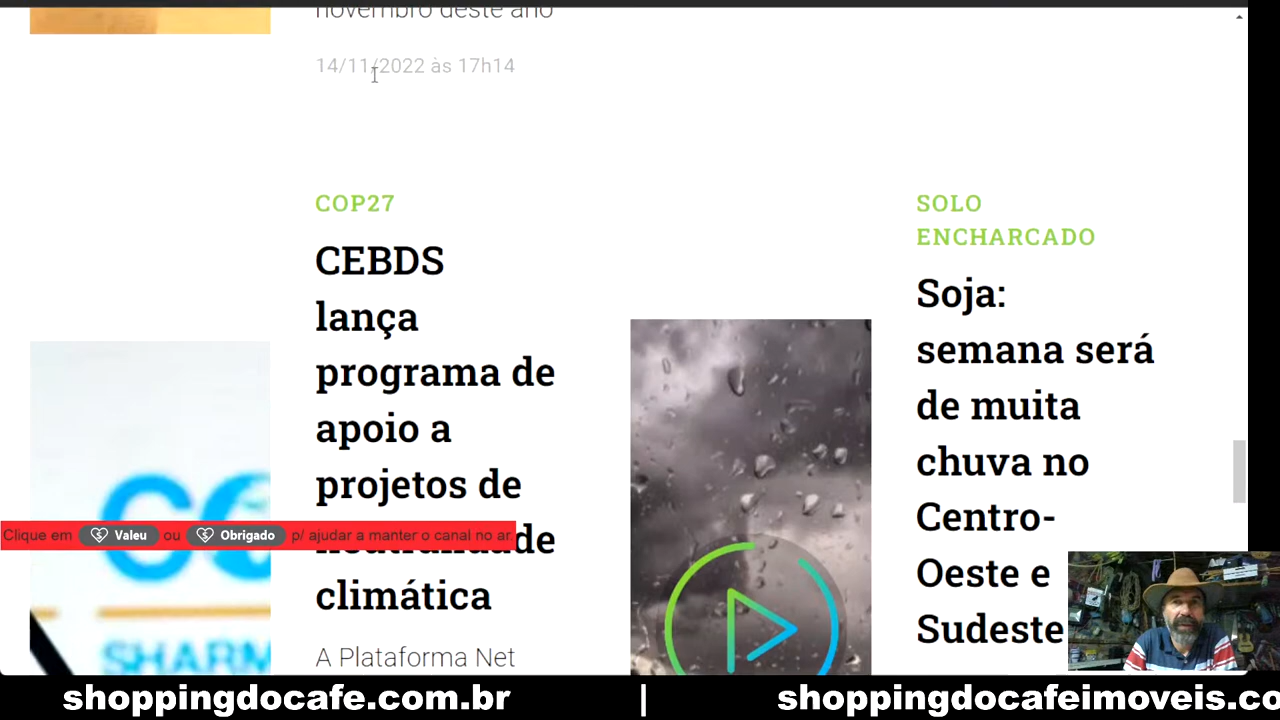 novembro deste ano
14/11/2022 às 17h14
COP27
CEBDS
lança
programa de
apoio a
projetos de
neutralidade
climática
A Plataforma Net
SOLO
ENCHARCADO
Soja:
semana será
de muita
chuva no
Centro-
Oeste e
Sudeste
SHARM
Clique em Valeu ou Obrigado p/ ajudar a manter o canal no ar.
shoppingdocafe.com.br | shoppingdocafeimoveis.co